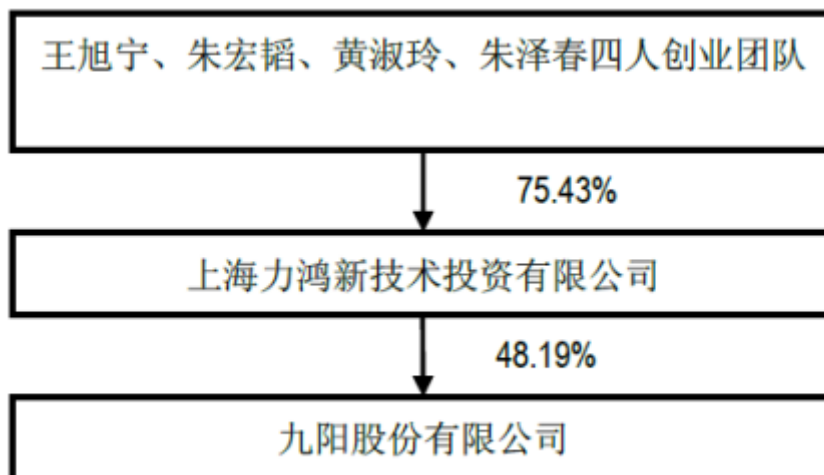 王旭宁、朱宏韬、黄淑玲、朱泽春四人创业团队
75.43%
上海力鸿新技术投资有限公司
48.19%
九阳股份有限公司